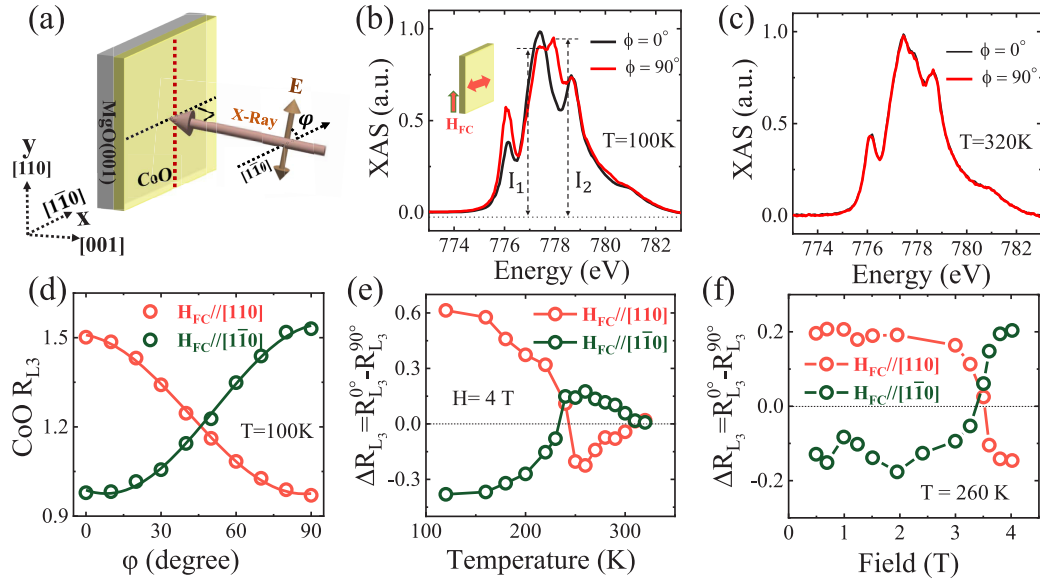 (a)
MgO(001)
CoO
X-Ray
E
φ
[11̅0]
y
[110]
[11̅0]
x
[001]
(b)
XAS (a.u.)
1.0
0.5
0.0
H_FC
ϕ = 0°
ϕ = 90°
T=100K
I₁
I₂
774 776 778 780 782
Energy (eV)
(c)
XAS (a.u.)
1.0
0.5
0.0
ϕ = 0°
ϕ = 90°
T=320K
774 776 778 780 782
Energy (eV)
(d)
CoO R_L3
1.5
1.2
0.9
H_FC//[110]
H_FC//[11̅0]
T=100K
0 30 60 90
φ (degree)
(e)
ΔR_L₃=R_L₃^0°-R_L₃^90°
0.6
0.3
0.0
-0.3
H_FC//[110]
H_FC//[11̅0]
H= 4 T
100 200 300
Temperature (K)
(f)
ΔR_L₃=R_L₃^0°-R_L₃^90°
0.2
0.0
-0.2
H_FC//[110]
H_FC//[11̅0]
T = 260 K
0 1 2 3 4
Field (T)